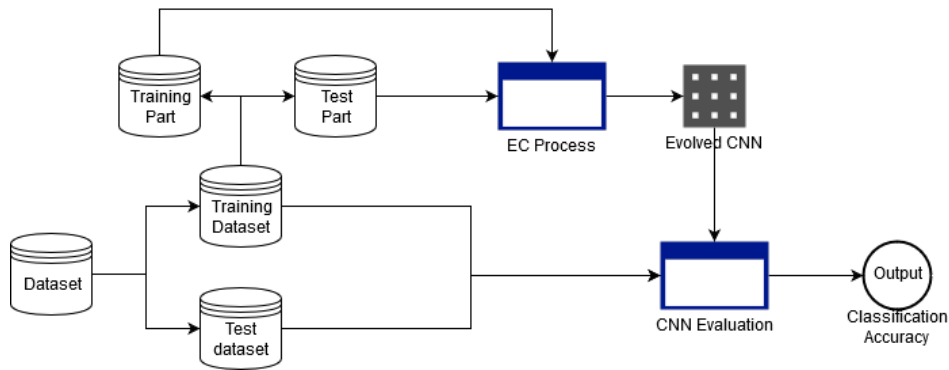 Training
Part
Test
Part
EC Process
Evolved CNN
Training
Dataset
Dataset
Test
dataset
CNN Evaluation
Output
Classification
Accuracy